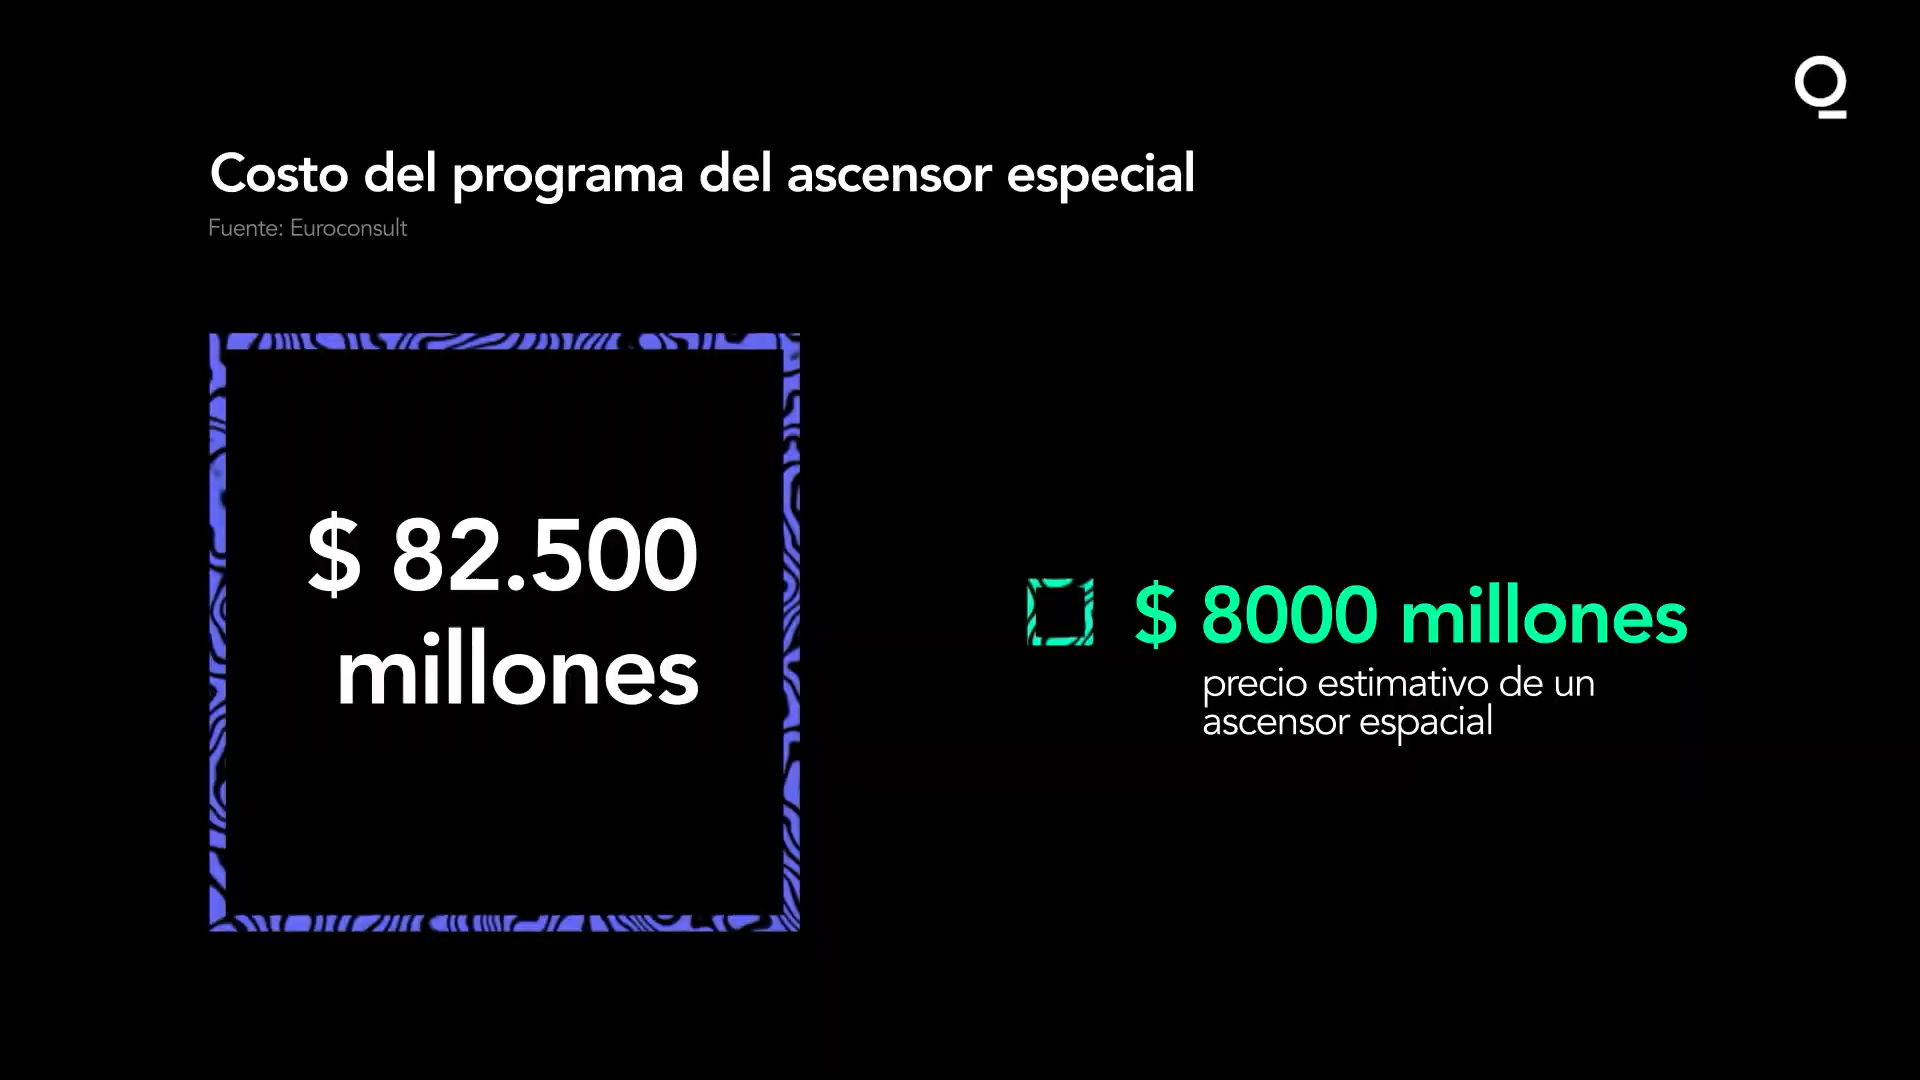 Costo del programa del ascensor especial
Fuente: Euroconsult
$ 82.500
millones
$ 8000 millones
precio estimativo de un
ascensor espacial